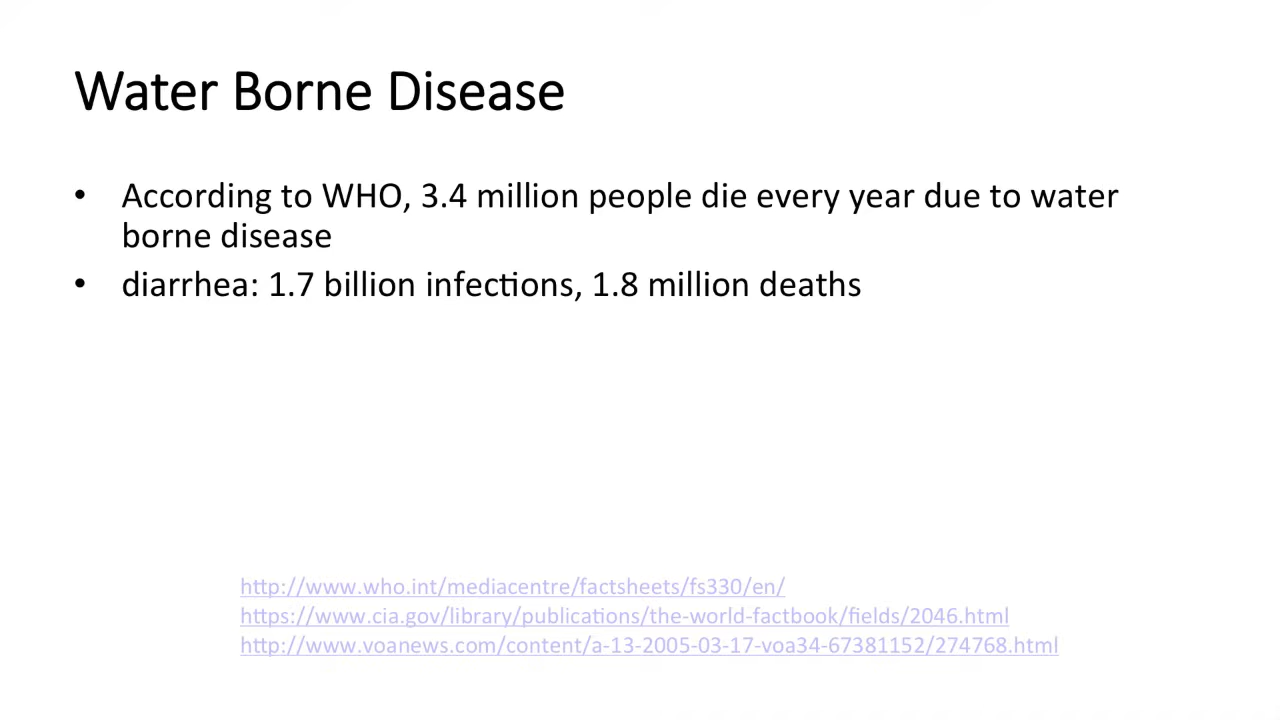 Water Borne Disease
• According to WHO, 3.4 million people die every year due to water
borne disease
• diarrhea: 1.7 billion infections, 1.8 million deaths
http://www.who.int/mediacentre/factsheets/fs330/en/
https://www.cia.gov/library/publications/the-world-factbook/fields/2046.html
http://www.voanews.com/content/a-13-2005-03-17-voa34-67381152/274768.html